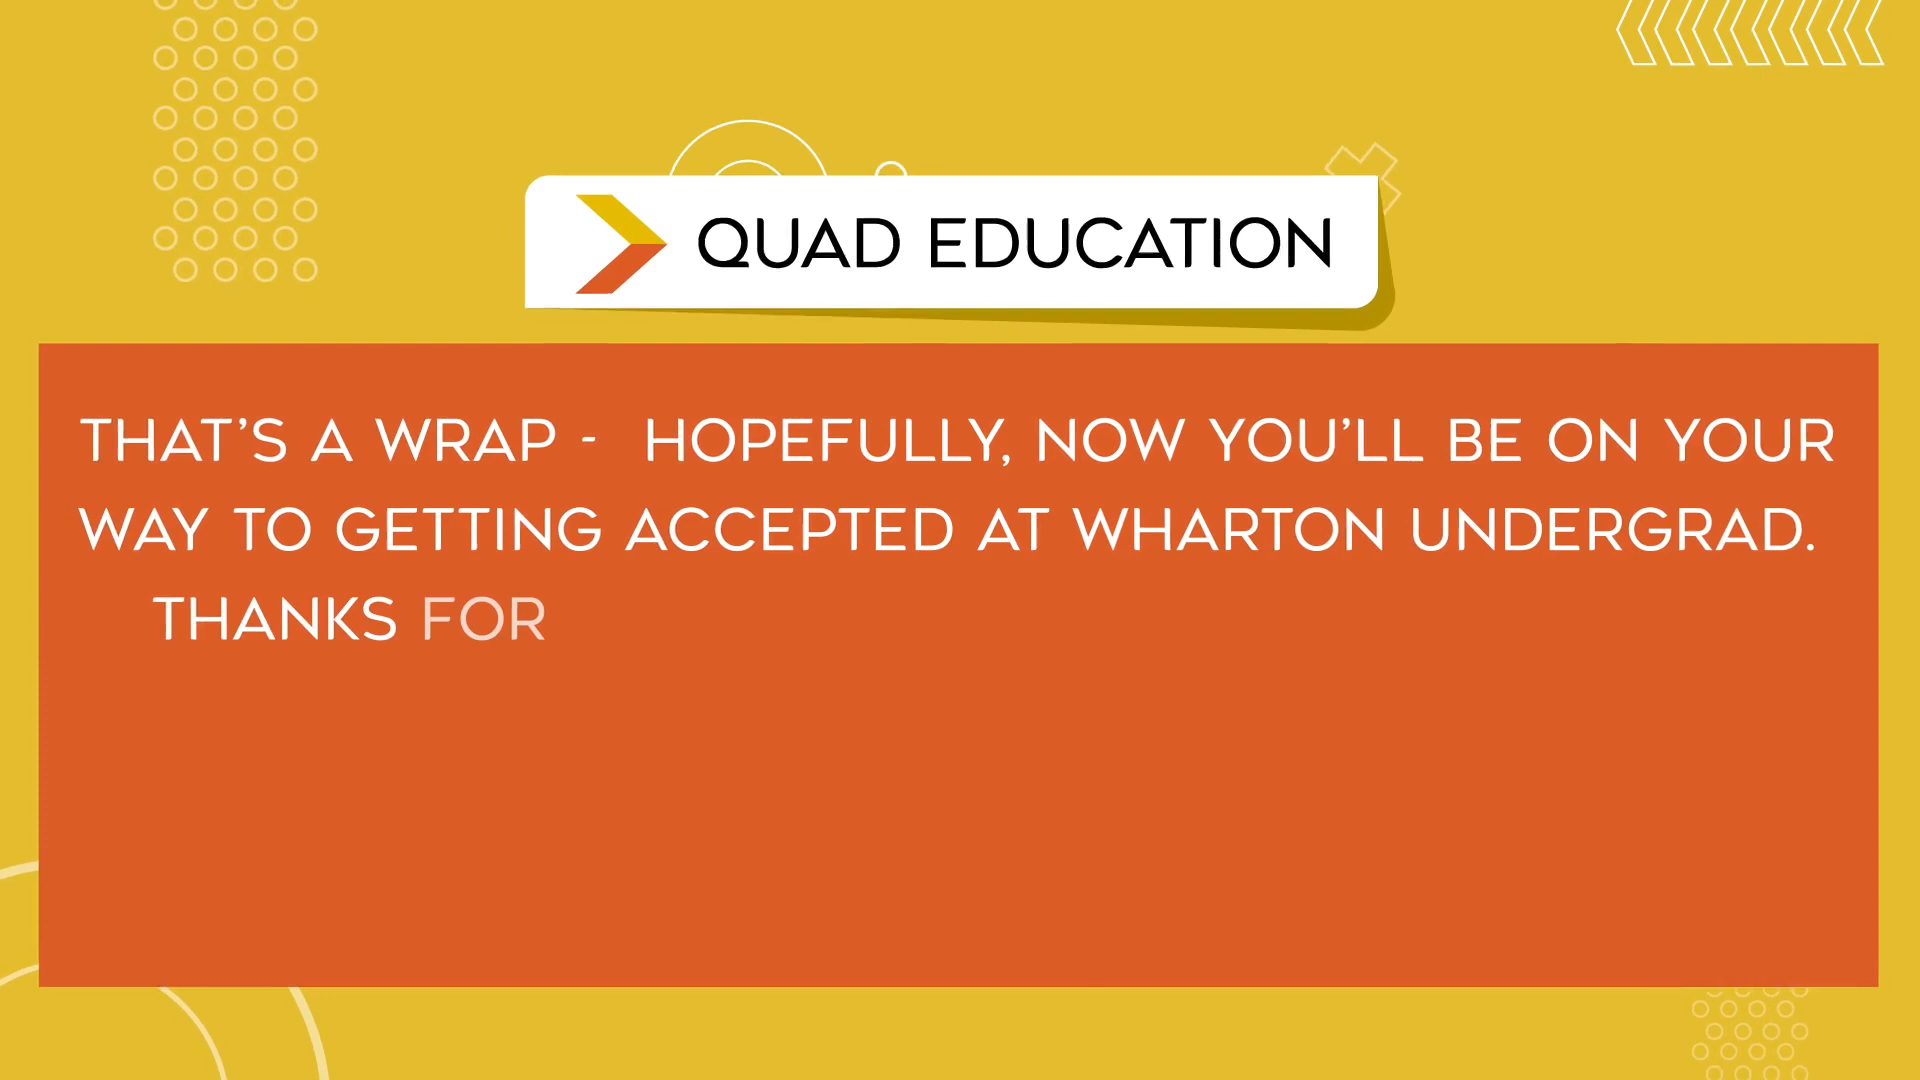 QUAD EDUCATION
THAT'S A WRAP - HOPEFULLY, NOW YOU'LL BE ON YOUR
WAY TO GETTING ACCEPTED AT WHARTON UNDERGRAD.
THANKS FOR